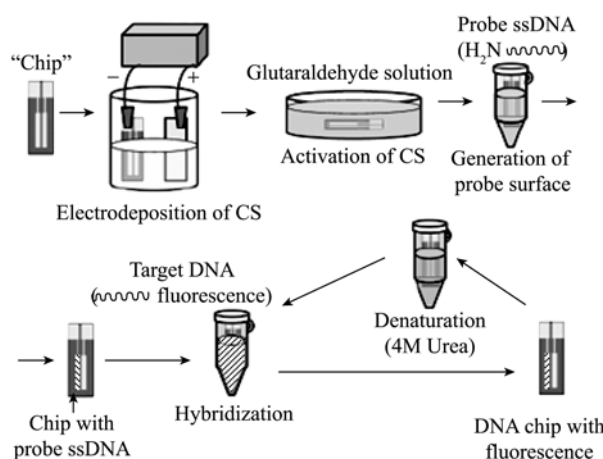 Probe ssDNA
(H₂N )
“Chip”
− +
Glutaraldehyde solution
Activation of CS
Generation of
probe surface
Electrodeposition of CS
Target DNA
( fluorescence)
Denaturation
(4M Urea)
Hybridization
Chip with
probe ssDNA
DNA chip with
fluorescence